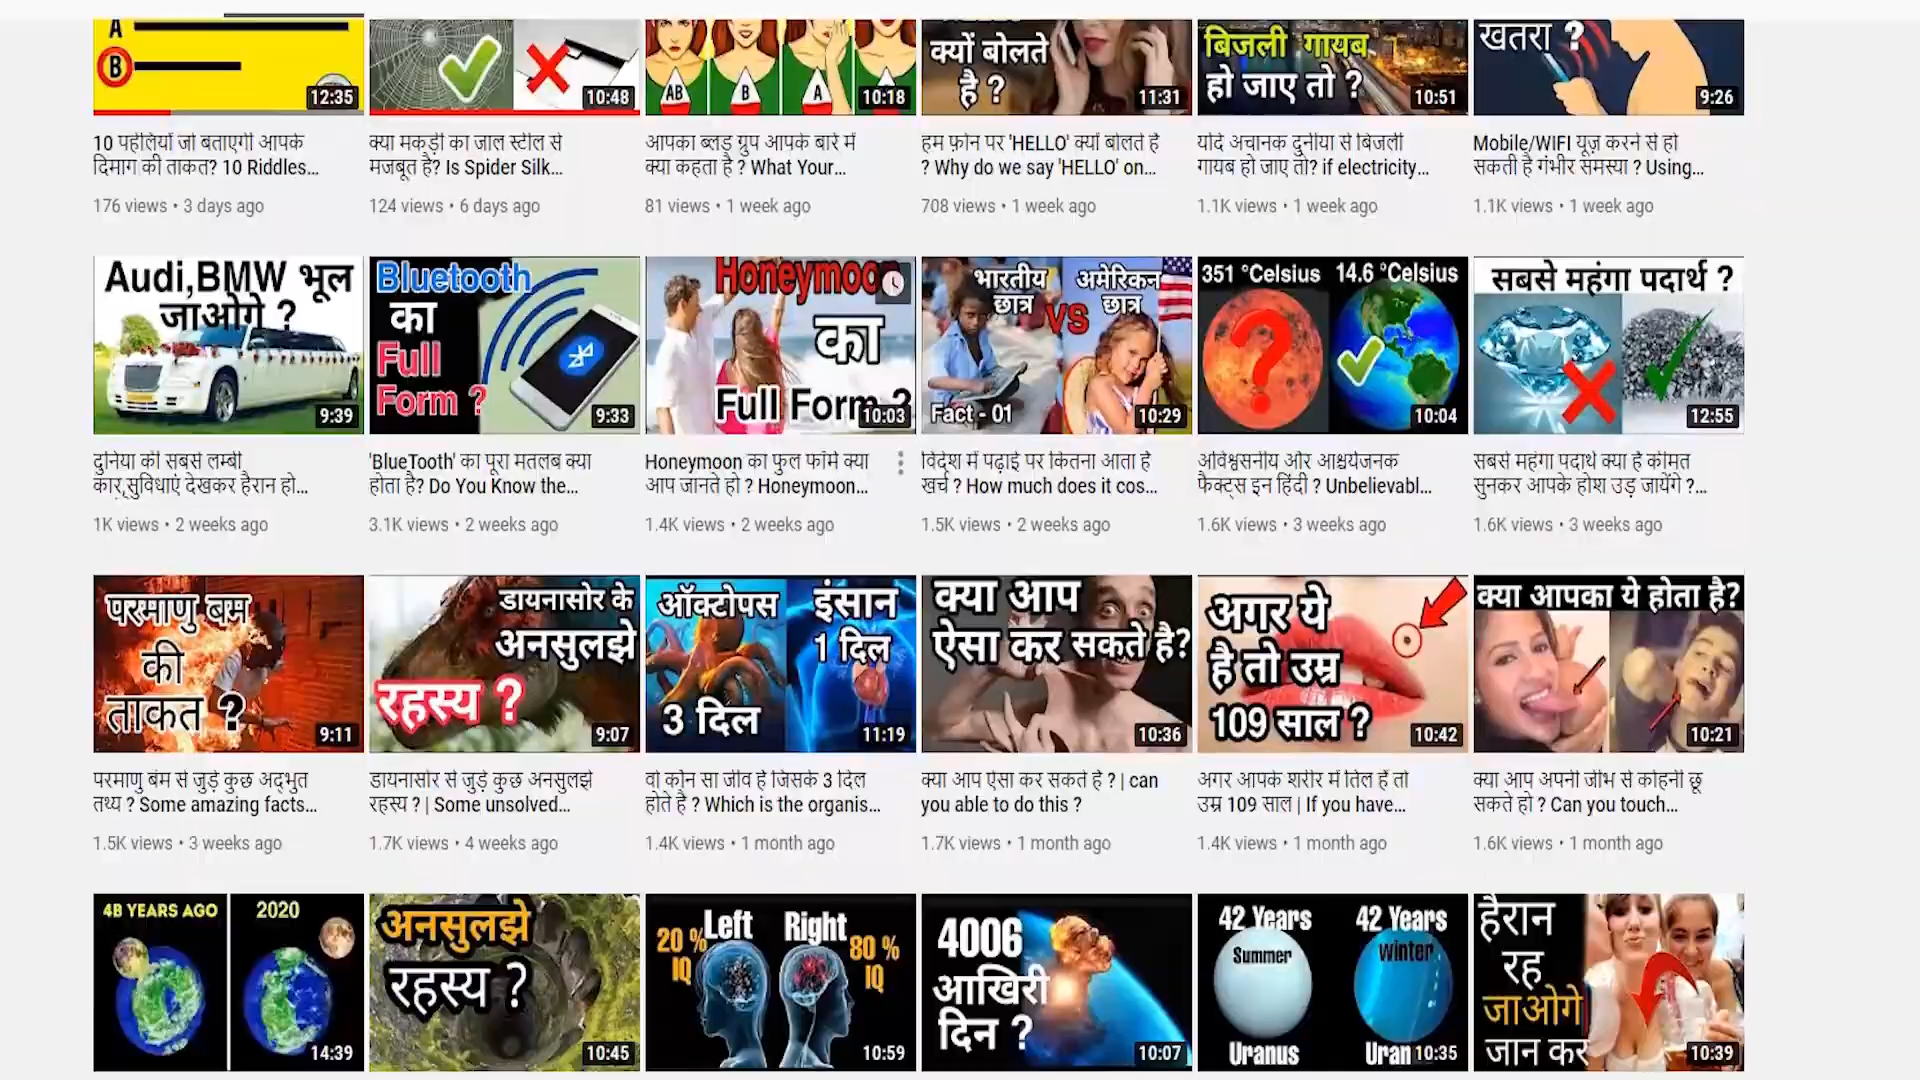 A
B
12:35
10:48
AB
B
A
10:18
क्यों बोलते
है ?
11:31
बिजली गायब
हो जाए तो ?
10:51
खतरा ?
9:26
10 पहेलियाँ जो बताएगी आपके
दिमाग की ताकत? 10 Riddles...
176 views • 3 days ago
क्या मकड़ी का जाल स्टील से
मजबूत है? Is Spider Silk...
124 views • 6 days ago
आपका ब्लड ग्रुप आपके बारे में
क्या कहता है ? What Your...
81 views • 1 week ago
हम फ़ोन पर 'HELLO' क्यों बोलते है
? Why do we say 'HELLO' on...
708 views • 1 week ago
यदि अचानक दुनीया से बिजली
गायब हो जाए तो? if electricity...
1.1K views • 1 week ago
Mobile/WIFI यूज़ करने से हो
सकती है गंभीर समस्या ? Using...
1.1K views • 1 week ago
Audi,BMW भूल
जाओगे ?
9:39
Bluetooth
का
Full
Form ?
9:33
Honeymoon
का
Full Form ?
10:03
भारतीय
छात्र
VS
अमेरिकन
छात्र
Fact - 01
10:29
351 °Celsius 14.6 °Celsius
?
10:04
सबसे महंगा पदार्थ ?
12:55
दुनिया की सबसे लम्बी
कार,सुविधाएं देखकर हैरान हो...
1K views • 2 weeks ago
'BlueTooth' का पूरा मतलब क्या
होता है? Do You Know the...
3.1K views • 2 weeks ago
Honeymoon का फुल फॉर्म क्या
आप जानते हो ? Honeymoon...
1.4K views • 2 weeks ago
विदेश में पढ़ाई पर कितना आता है
खर्च ? How much does it cos...
1.5K views • 2 weeks ago
अविश्वसनीय और आश्चर्यजनक
फैक्ट्स इन हिंदी ? Unbelievabl...
1.6K views • 3 weeks ago
सबसे महंगा पदार्थ क्या है कीमत
सुनकर आपके होश उड़ जायेंगे ?...
1.6K views • 3 weeks ago
परमाणु बम
की
ताकत ?
9:11
डायनासोर के
अनसुलझे
रहस्य ?
9:07
ऑक्टोपस
3 दिल
इंसान
1 दिल
11:19
क्या आप
ऐसा कर सकते है?
10:36
अगर ये
है तो उम्र
109 साल ?
10:42
क्या आपका ये होता है?
10:21
परमाणु बम से जुड़े कुछ अद्भुत
तथ्य ? Some amazing facts...
1.5K views • 3 weeks ago
डायनासोर से जुड़े कुछ अनसुलझे
रहस्य ? | Some unsolved...
1.7K views • 4 weeks ago
वो कौन सा जीव है जिसके 3 दिल
होते है ? Which is the organis...
1.4K views • 1 month ago
क्या आप ऐसा कर सकते है ? | can
you able to do this ?
1.7K views • 1 month ago
अगर आपके शरीर में तिल है तो
उम्र 109 साल | If you have...
1.4K views • 1 month ago
क्या आप अपनी जीभ से कोहनी छू
सकते हो ? Can you touch...
1.6K views • 1 month ago
4B YEARS AGO 2020
14:39
अनसुलझे
रहस्य ?
10:45
20 %
IQ
Left
Right
80 %
IQ
10:59
4006
आखिरी
दिन ?
10:07
42 Years
Summer
Uranus
42 Years
Winter
Uran
10:35
हैरान
रह
जाओगे
जान कर
10:39